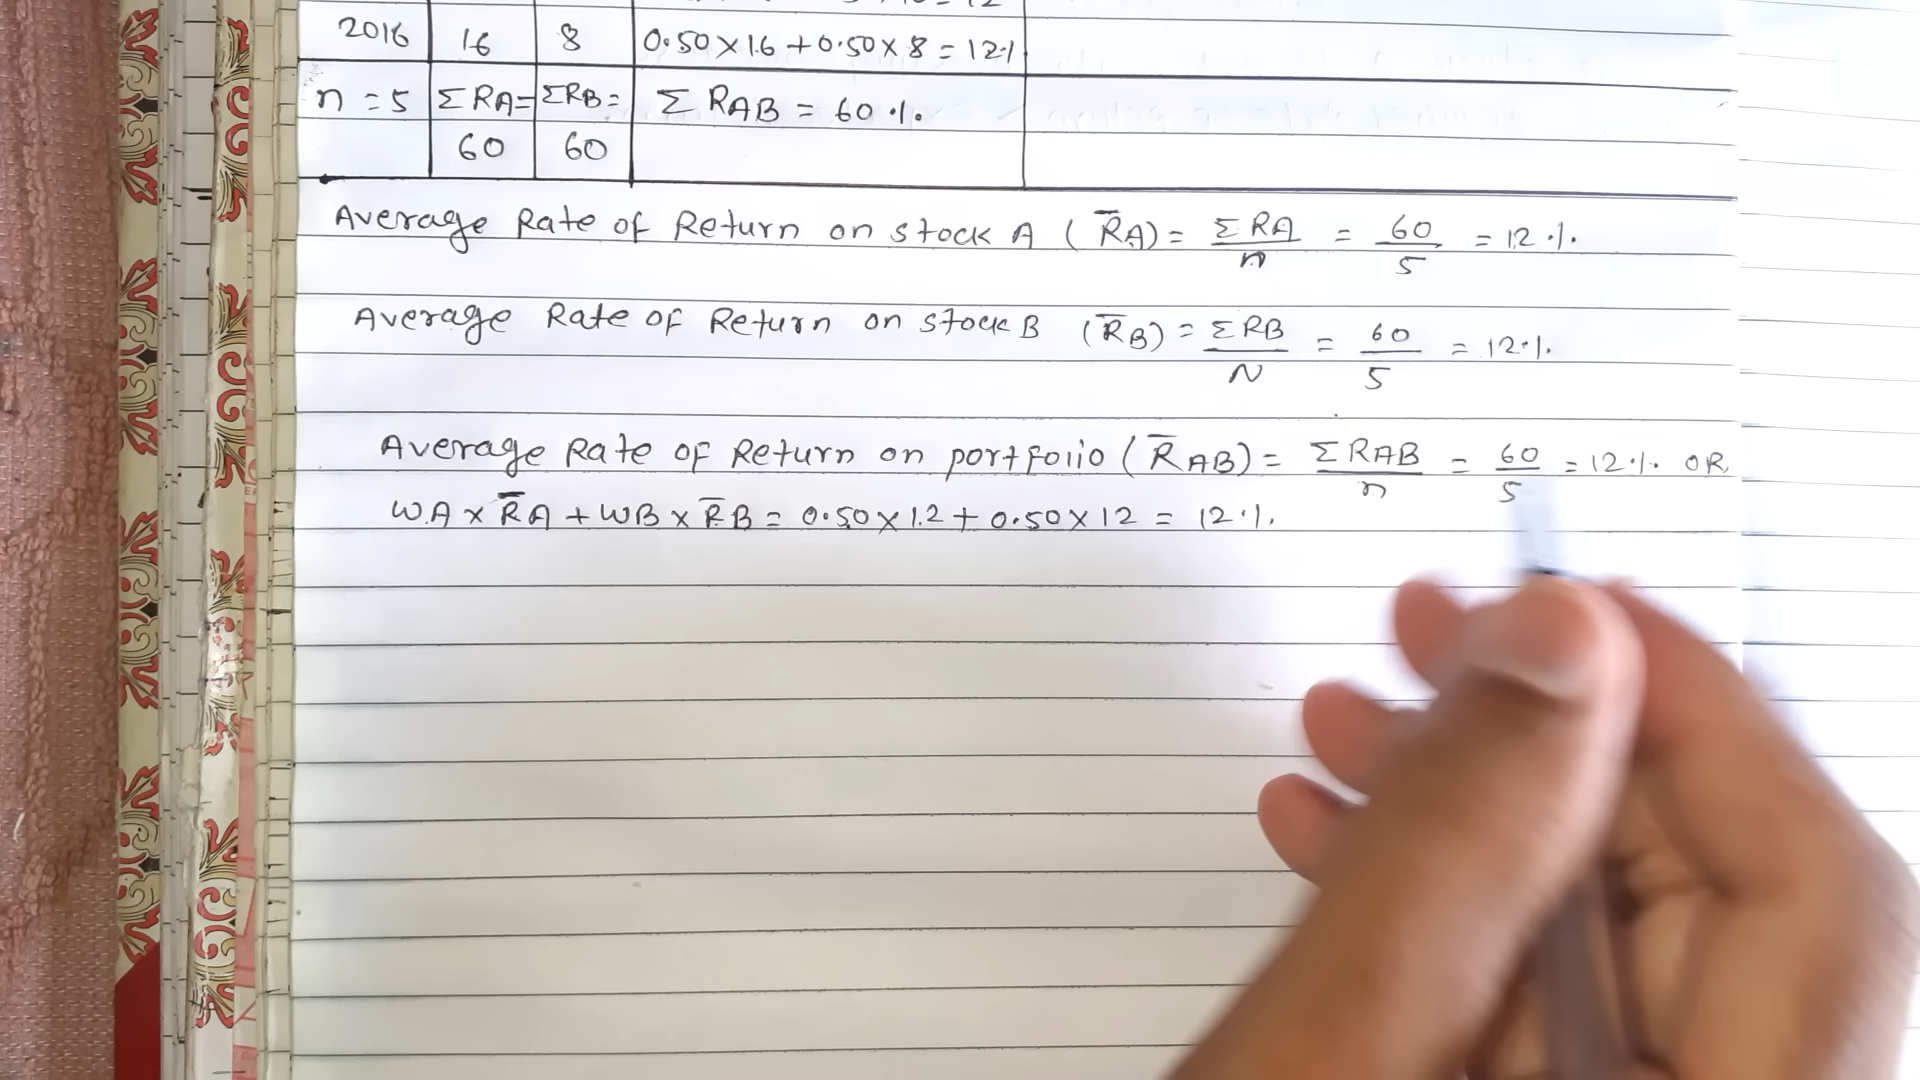 2016 16 8 0.50×16+0.50×8=12%
n=5 ΣRA= ΣRB= ΣRAB=60%.
60 60
Average Rate of Return on stock A (R̅A)= ΣRA/n = 60/5 = 12%.
Average Rate of Return on stock B (R̅B)= ΣRB/N = 60/5 = 12%.
Average Rate of Return on portfolio (R̅AB)= ΣRAB/n = 60/5 = 12%. OR
WA×R̅A+WB×R̅B=0.50×12+0.50×12=12%.